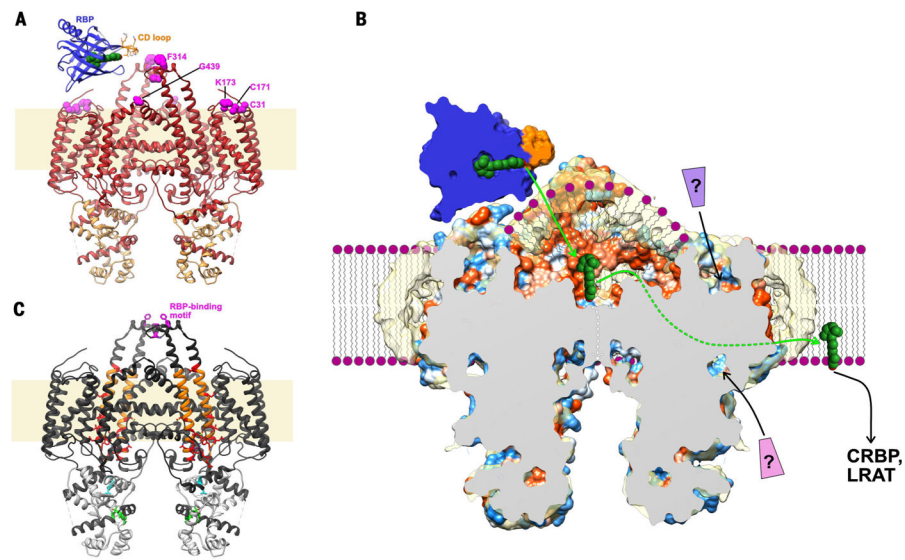 A
RBP
CD loop
F314
G439
K173
C171
C31
B
?
?
CRBP,
LRAT
C
RBP-binding
motif